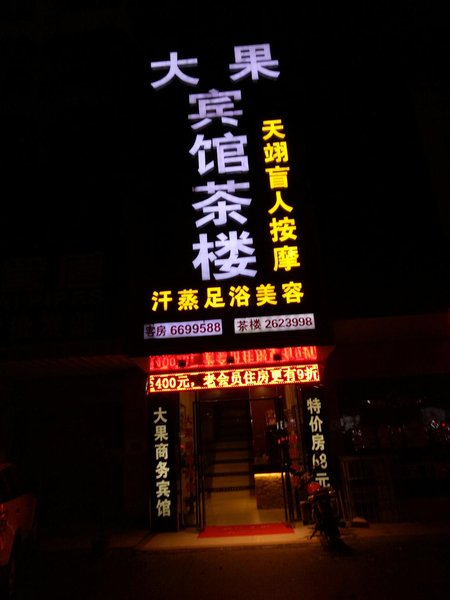 大果
宾馆茶楼
天翊盲人按摩
汗蒸足浴美容
客房 6699588
茶楼 2623998
400元，老会员住房更有9折
大果商务宾馆
特价房68元